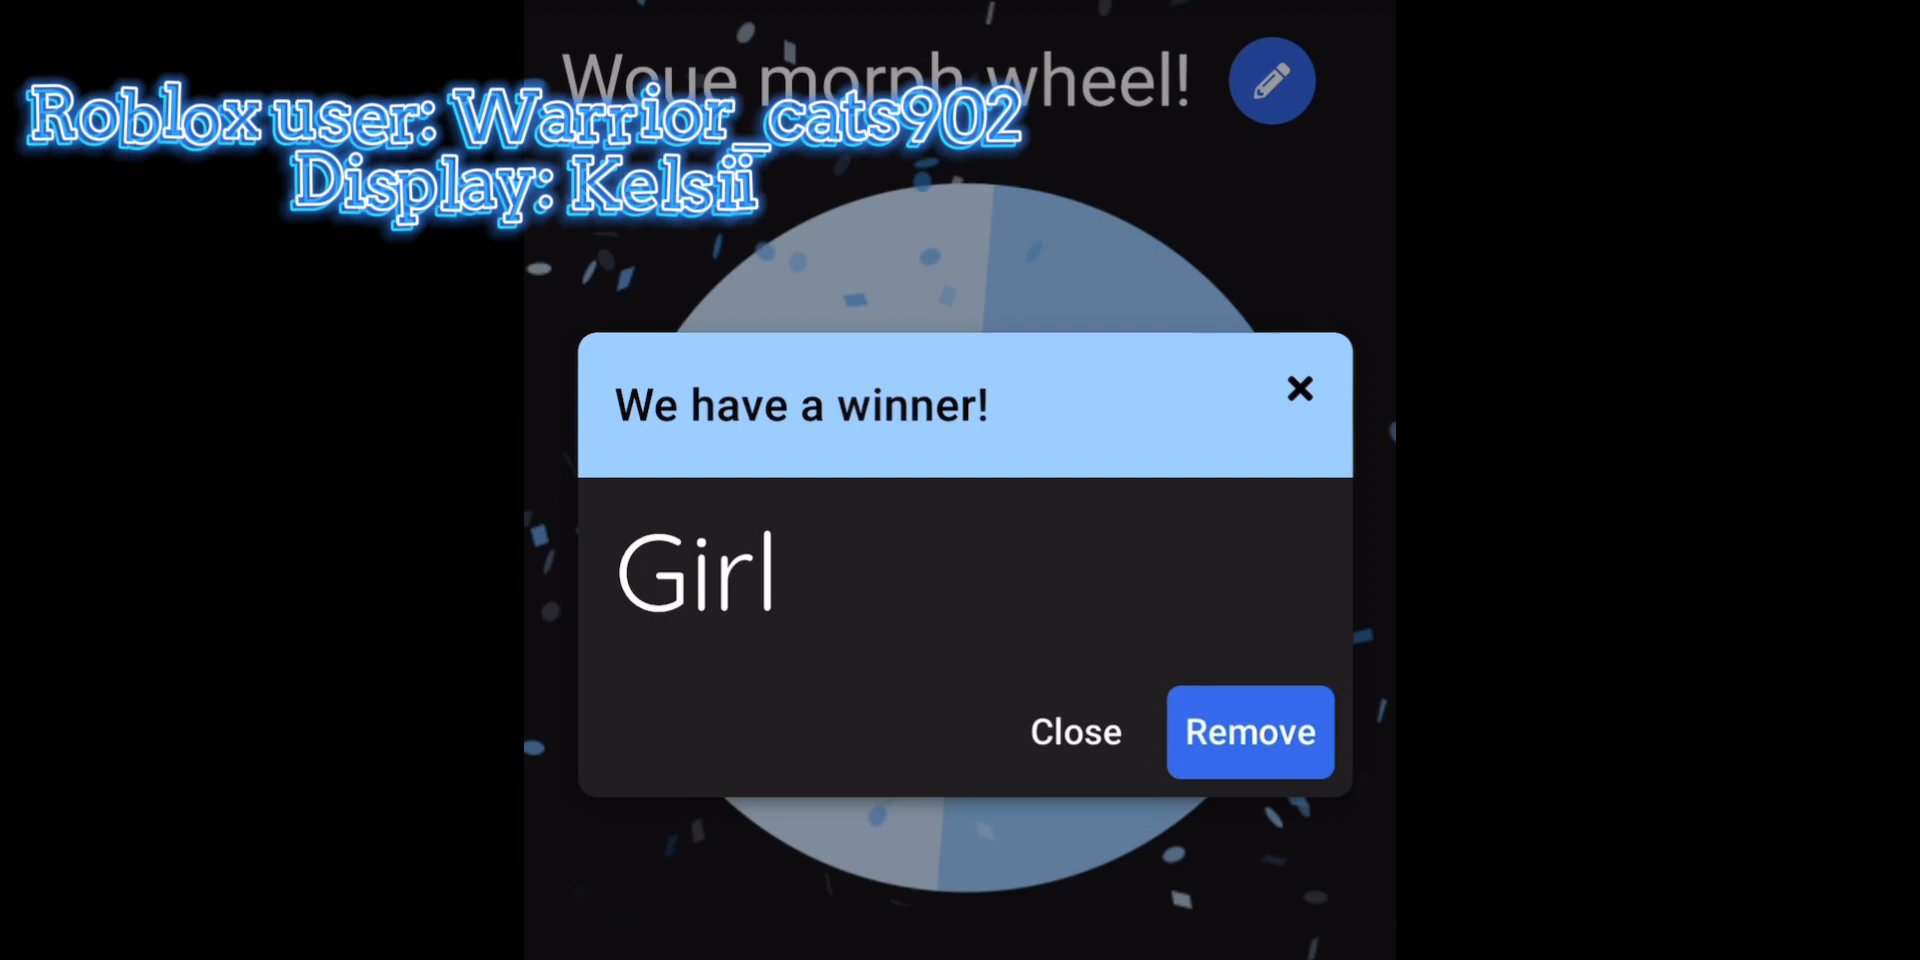 Woue morph wheel!
Roblox user: Warrior_cats902
Display: Kelsii
We have a winner!
Girl
Close
Remove